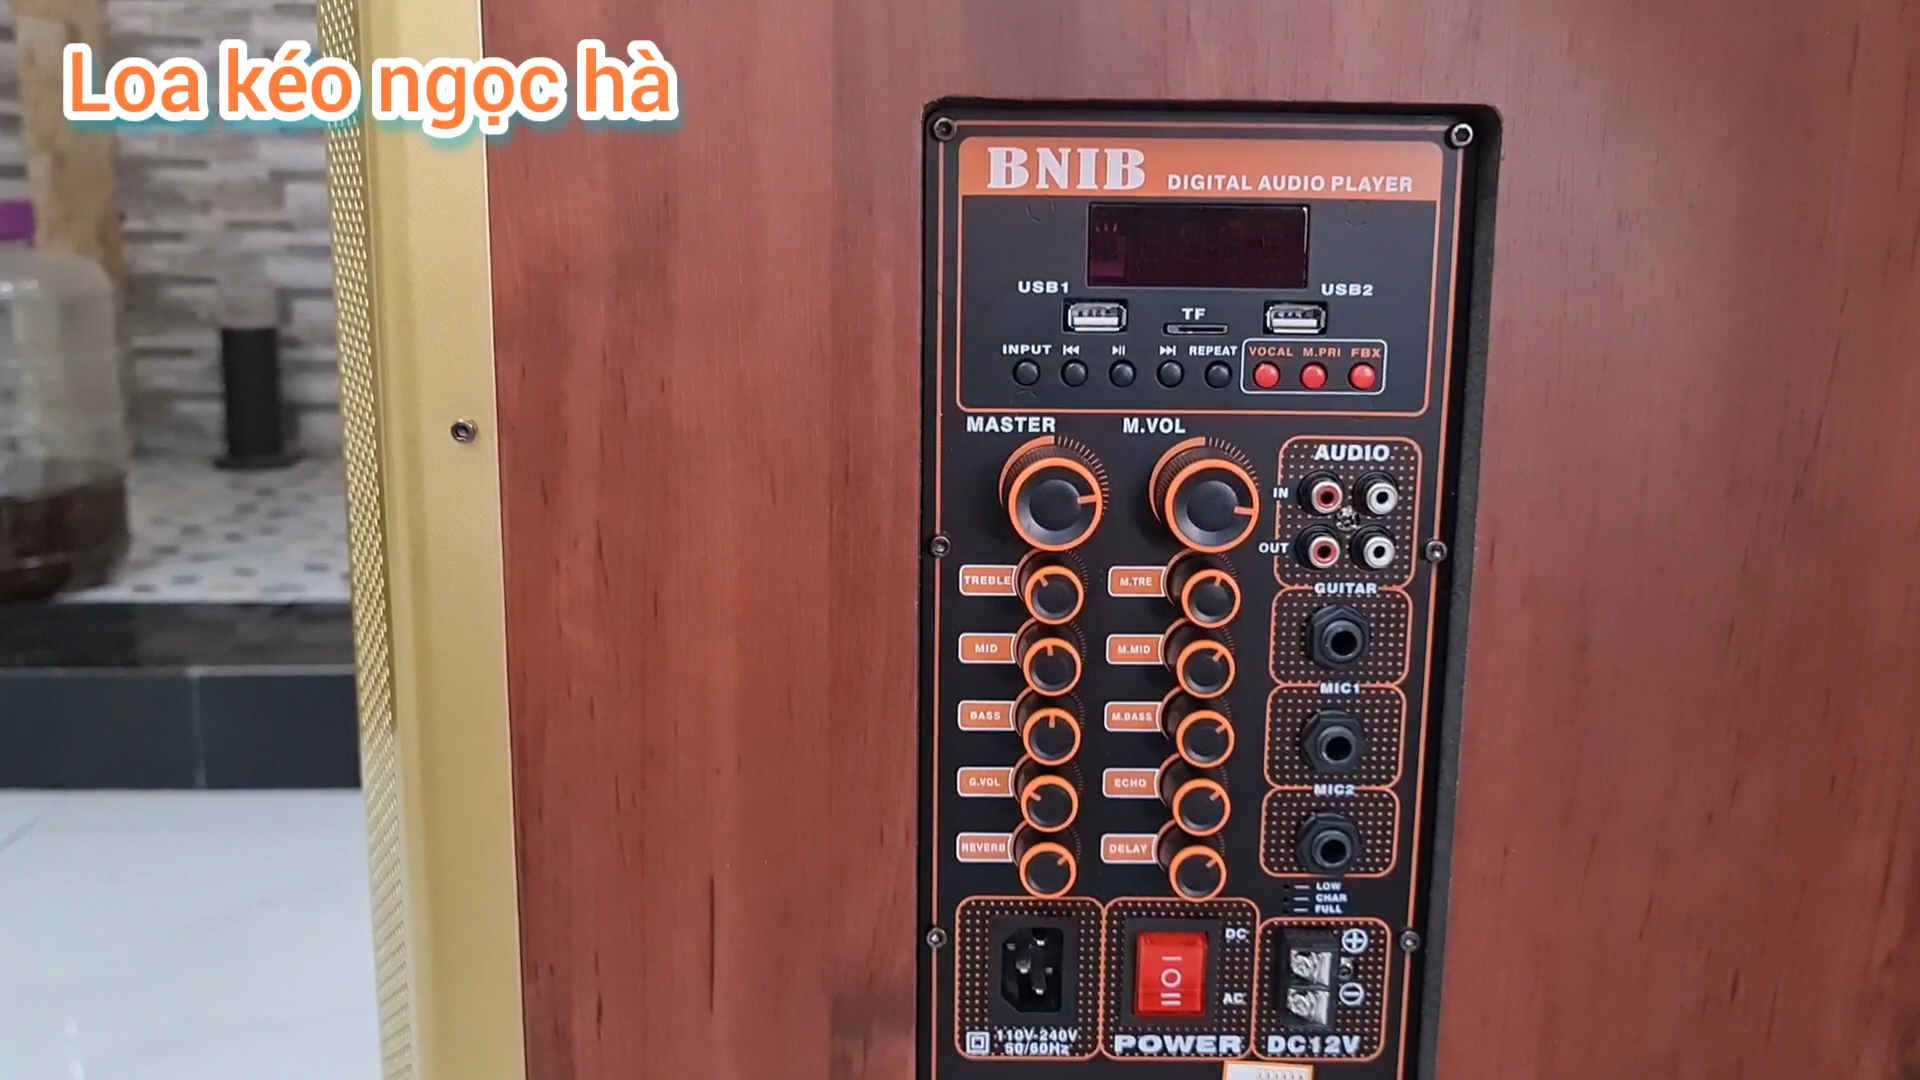 Loa kéo ngọc hà
BNIB DIGITAL AUDIO PLAYER
USB1 USB2
TF
INPUT REPEAT VOCAL M.PRI FBX
MASTER M.VOL
AUDIO
IN
OUT
TREBLE M.TRE
GUITAR
MID M.MID
MIC1
BASS M.BASS
G.VOL ECHO
MIC2
REVERB DELAY
LOW
CHAR
FULL
DC
AC
110V-240V
50/60Hz
POWER DC12V